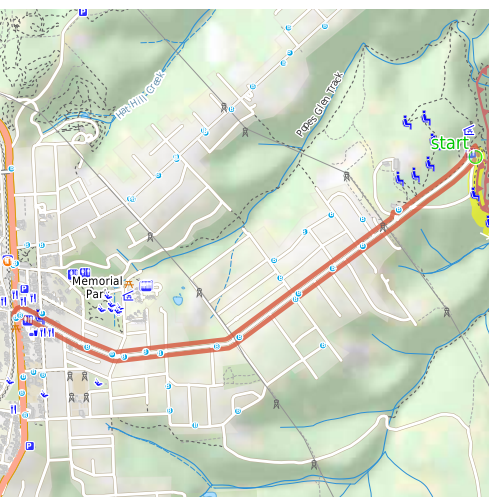 Hat Hill Creek
Popes Glen Track
start
Memorial
Park